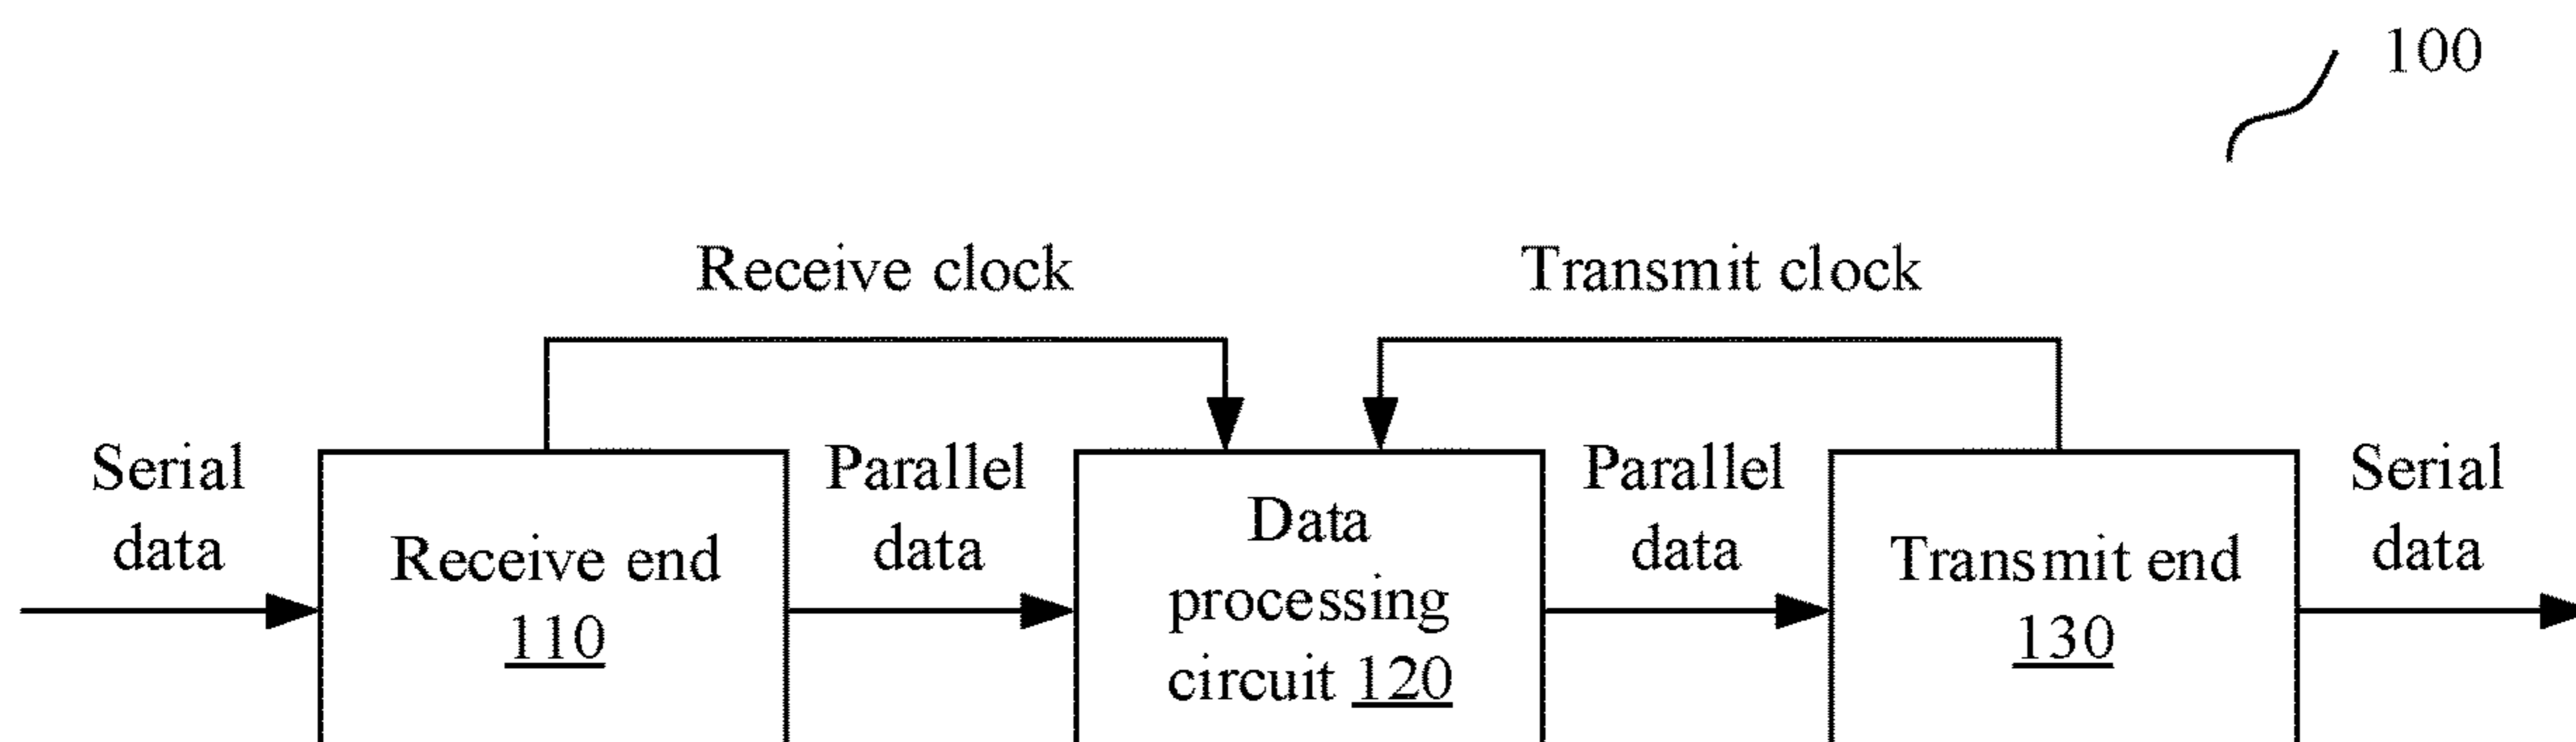 100
Receive clock
Transmit clock
Serial
data
Receive end
110
Parallel
data
Data
processing
circuit 120
Parallel
data
Transmit end
130
Serial
data